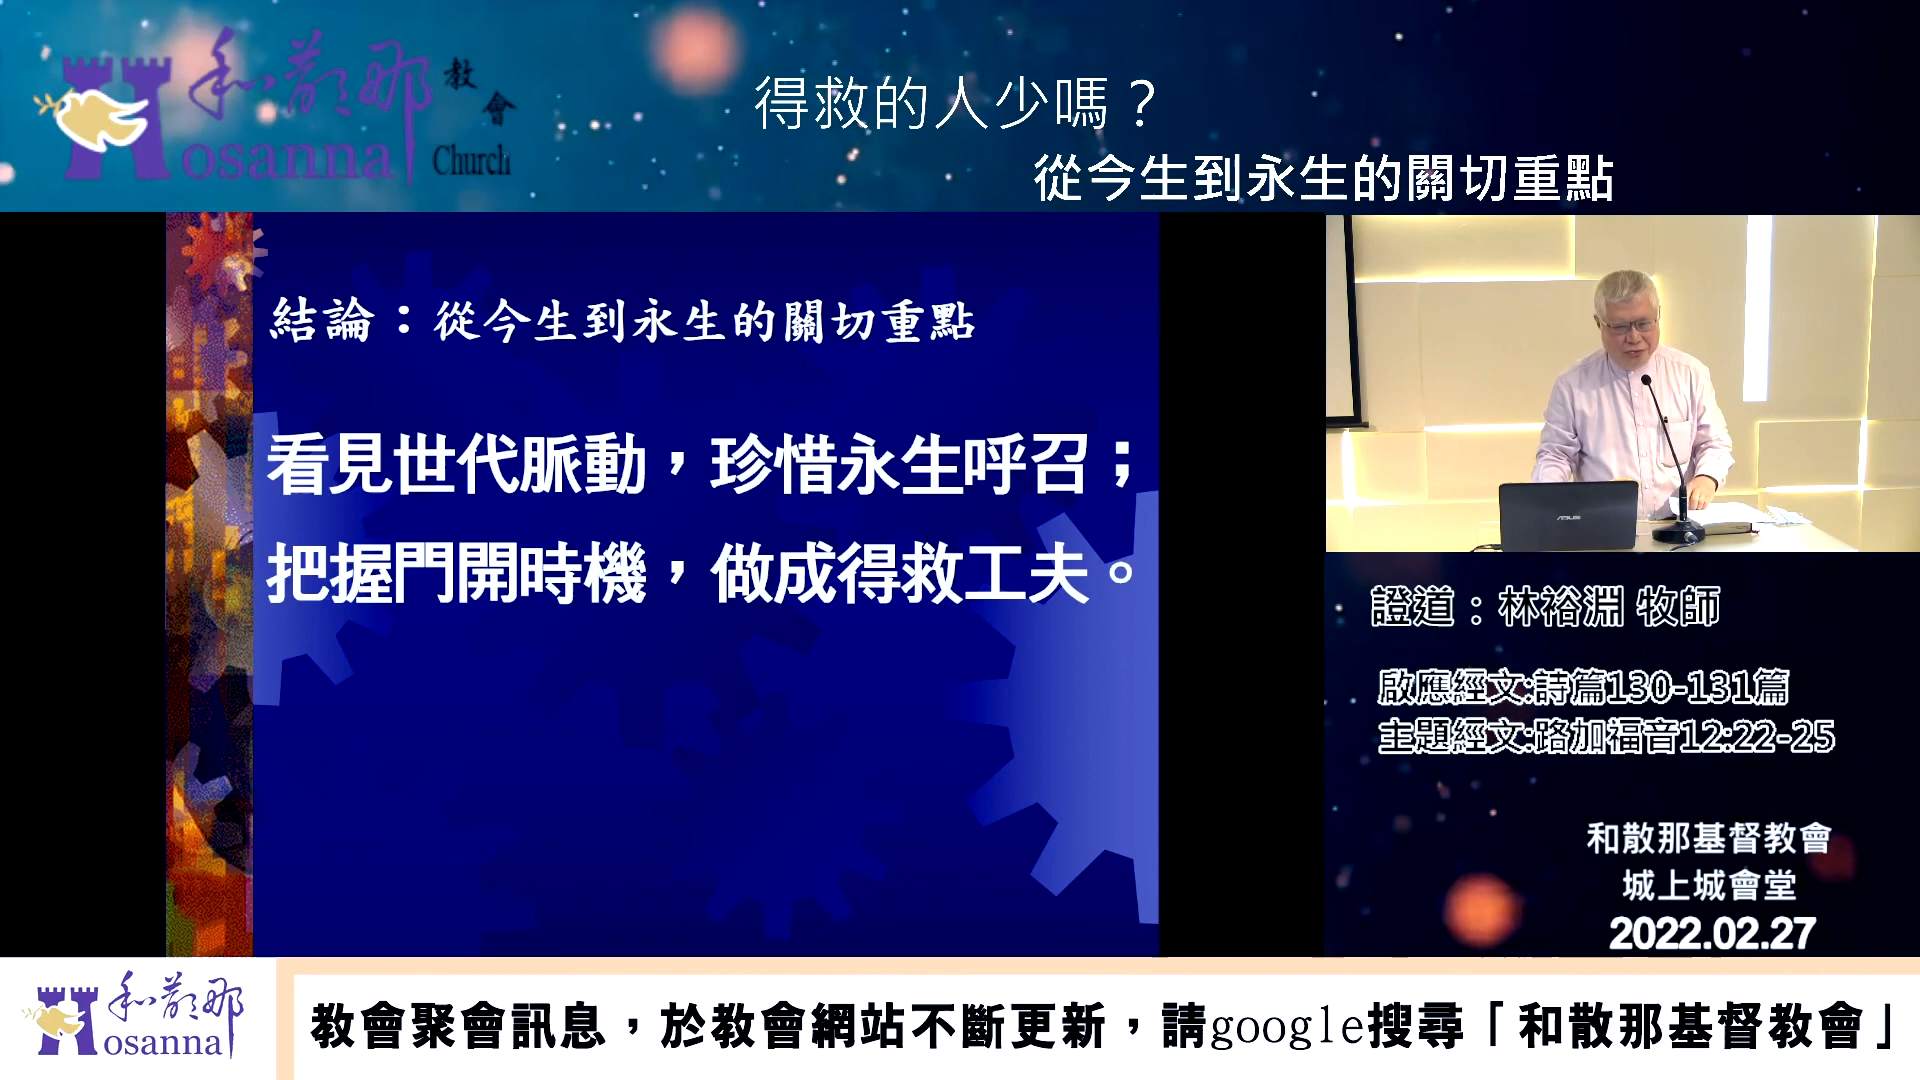 和散那教會
Hosanna Church
得救的人少嗎？
從今生到永生的關切重點
結論：從今生到永生的關切重點
看見世代脈動，珍惜永生呼召；
把握門開時機，做成得救工夫。
ASUS
證道：林裕淵 牧師
啟應經文:詩篇130-131篇
主題經文:路加福音12:22-25
和散那基督教會
城上城會堂
2022.02.27
和散那
Hosanna
教會聚會訊息，於教會網站不斷更新，請google搜尋「和散那基督教會」